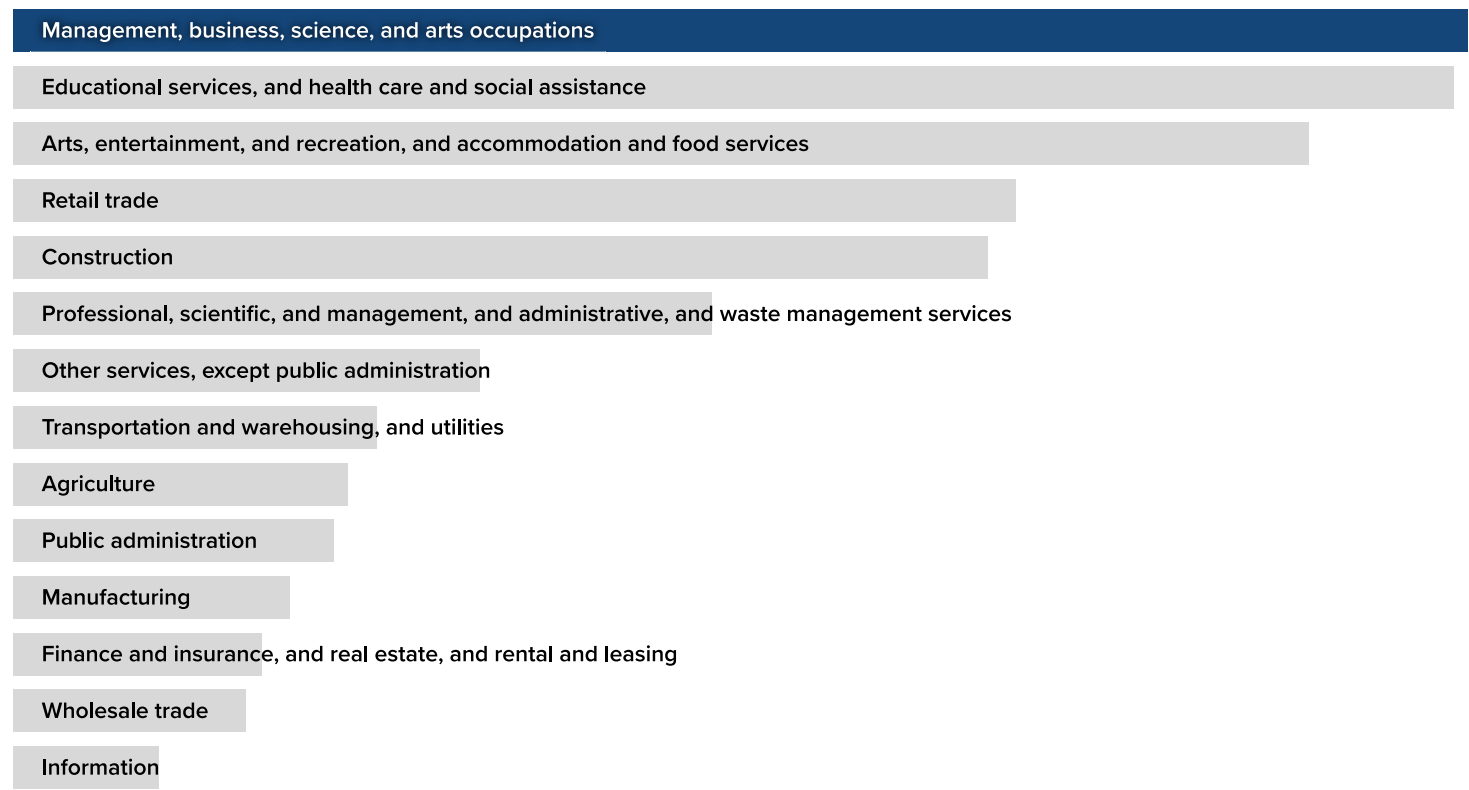 Management, business, science, and arts occupations
Educational services, and health care and social assistance
Arts, entertainment, and recreation, and accommodation and food services
Retail trade
Construction
Professional, scientific, and management, and administrative, and waste management services
Other services, except public administration
Transportation and warehousing, and utilities
Agriculture
Public administration
Manufacturing
Finance and insurance, and real estate, and rental and leasing
Wholesale trade
Information